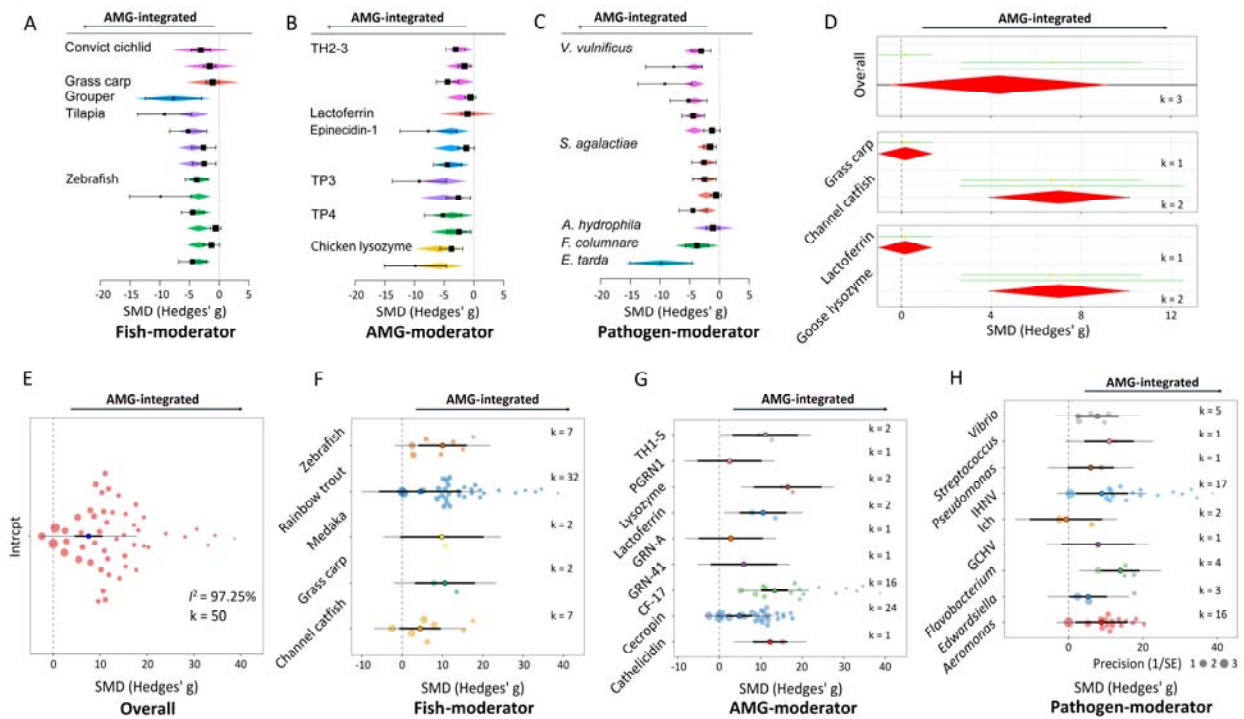 A
AMG-integrated
Convict cichlid
Grass carp
Grouper
Tilapia
Zebrafish
-20 -15 -10 -5 0 5
SMD (Hedges' g)
Fish-moderator
B
AMG-integrated
TH2-3
Lactoferrin
Epinecidin-1
TP3
TP4
Chicken lysozyme
-20 -15 -10 -5 0 5
SMD (Hedges' g)
AMG-moderator
C
AMG-integrated
V. vulnificus
S. agalactiae
A. hydrophila
F. columnare
E. tarda
-20 -15 -10 -5 0 5
SMD (Hedges' g)
Pathogen-moderator
D
AMG-integrated
Overall
k = 3
Grass carp
k = 1
Channel catfish
k = 2
Lactoferrin
k = 1
Goose lysozyme
k = 2
0 4 8 12
SMD (Hedges' g)
E
AMG-integrated
Intrcpt
I² = 97.25%
k = 50
0 10 20 30 40
SMD (Hedges' g)
Overall
F
AMG-integrated
Zebrafish
k = 7
Rainbow trout
k = 32
Medaka
k = 2
Grass carp
k = 2
Channel catfish
k = 7
0 10 20 30 40
SMD (Hedges' g)
Fish-moderator
G
AMG-integrated
TH1-5
k = 2
PGRN1
k = 1
Lysozyme
k = 2
Lactoferrin
k = 2
GRN-A
k = 1
GRN-41
k = 1
CF-17
k = 16
Cecropin
k = 24
Cathelicidin
k = 1
-10 0 10 20 30 40
SMD (Hedges' g)
AMG-moderator
H
AMG-integrated
Vibrio
k = 5
Streptococcus
k = 1
Pseudomonas
k = 1
IHNV
k = 17
Ich
k = 2
GCHV
k = 1
Flavobacterium
k = 4
Edwardsiella
k = 3
Aeromonas
k = 16
Precision (1/SE) 1 2 3
0 20 40
SMD (Hedges' g)
Pathogen-moderator